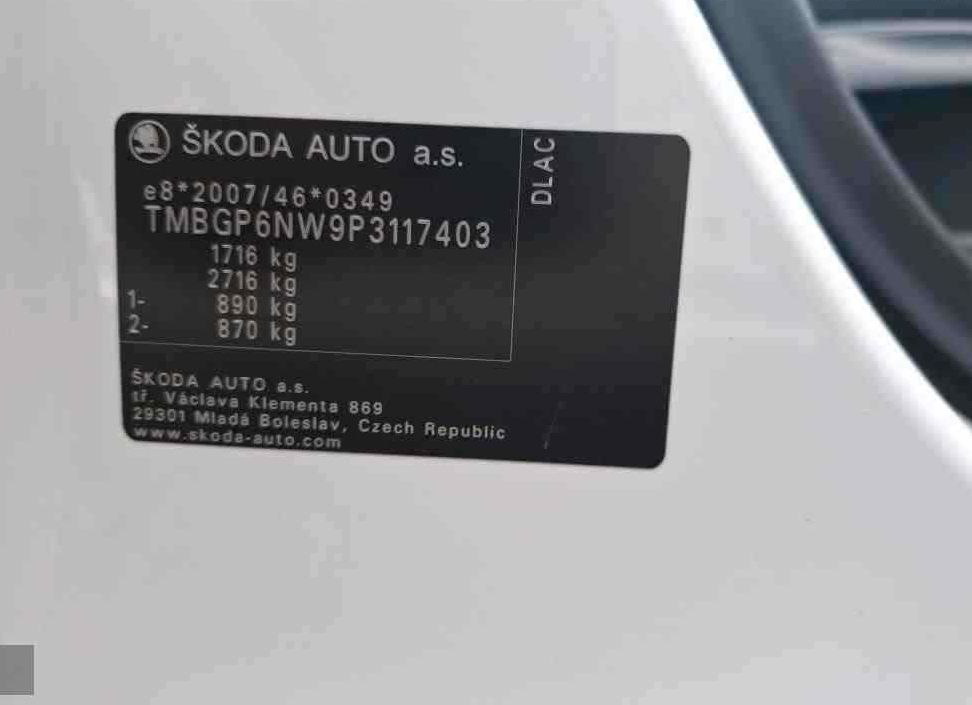 ŠKODA AUTO a.s.
e8*2007/46*0349
TMBGP6NW9P3117403
1716 kg
2716 kg
1- 890 kg
2- 870 kg
DLAC
ŠKODA AUTO a.s.
tř. Václava Klementa 869
29301 Mladá Boleslav, Czech Republic
www.skoda-auto.com